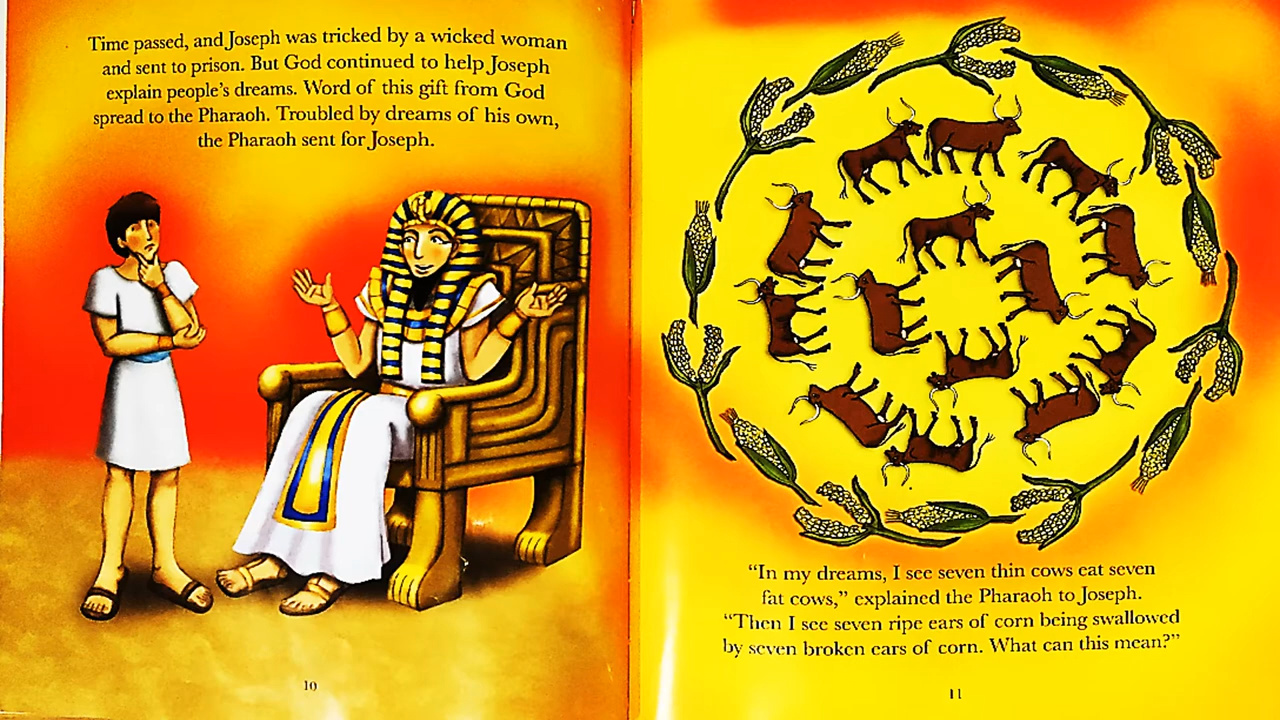 Time passed, and Joseph was tricked by a wicked woman
and sent to prison. But God continued to help Joseph
explain people's dreams. Word of this gift from God
spread to the Pharaoh. Troubled by dreams of his own,
the Pharaoh sent for Joseph.
10
"In my dreams, I see seven thin cows eat seven
fat cows," explained the Pharaoh to Joseph.
"Then I see seven ripe ears of corn being swallowed
by seven broken ears of corn. What can this mean?"
11